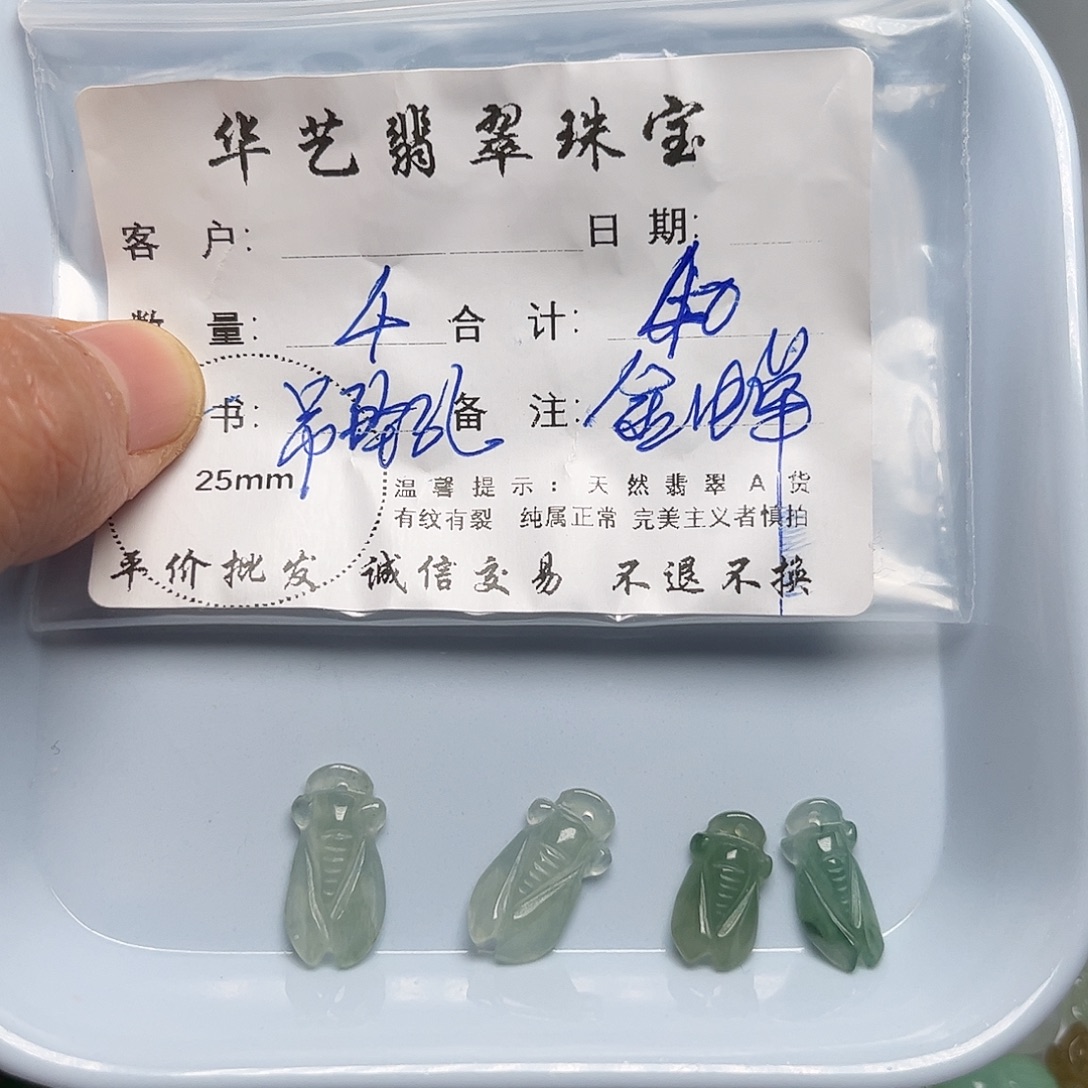 华艺翡翠珠宝
客 户: 日 期:
量: 4 合 计:
书: 备 注: 金
25mm
温馨提示:天然翡翠A货
有纹有裂 纯属正常 完美主义者慎拍
平价批发 诚信交易 不退不换